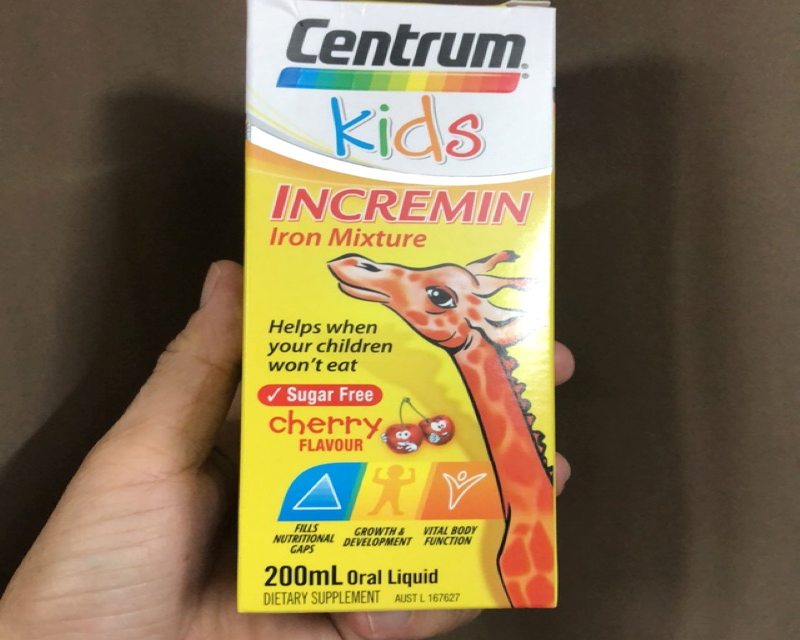 Centrum®
Kids
INCREMIN
Iron Mixture
Helps when
your children
won't eat
✓ Sugar Free
cherry
FLAVOUR
FILLS
NUTRITIONAL
GAPS
GROWTH &
DEVELOPMENT
VITAL BODY
FUNCTION
200mL Oral Liquid
DIETARY SUPPLEMENT AUST L 167627